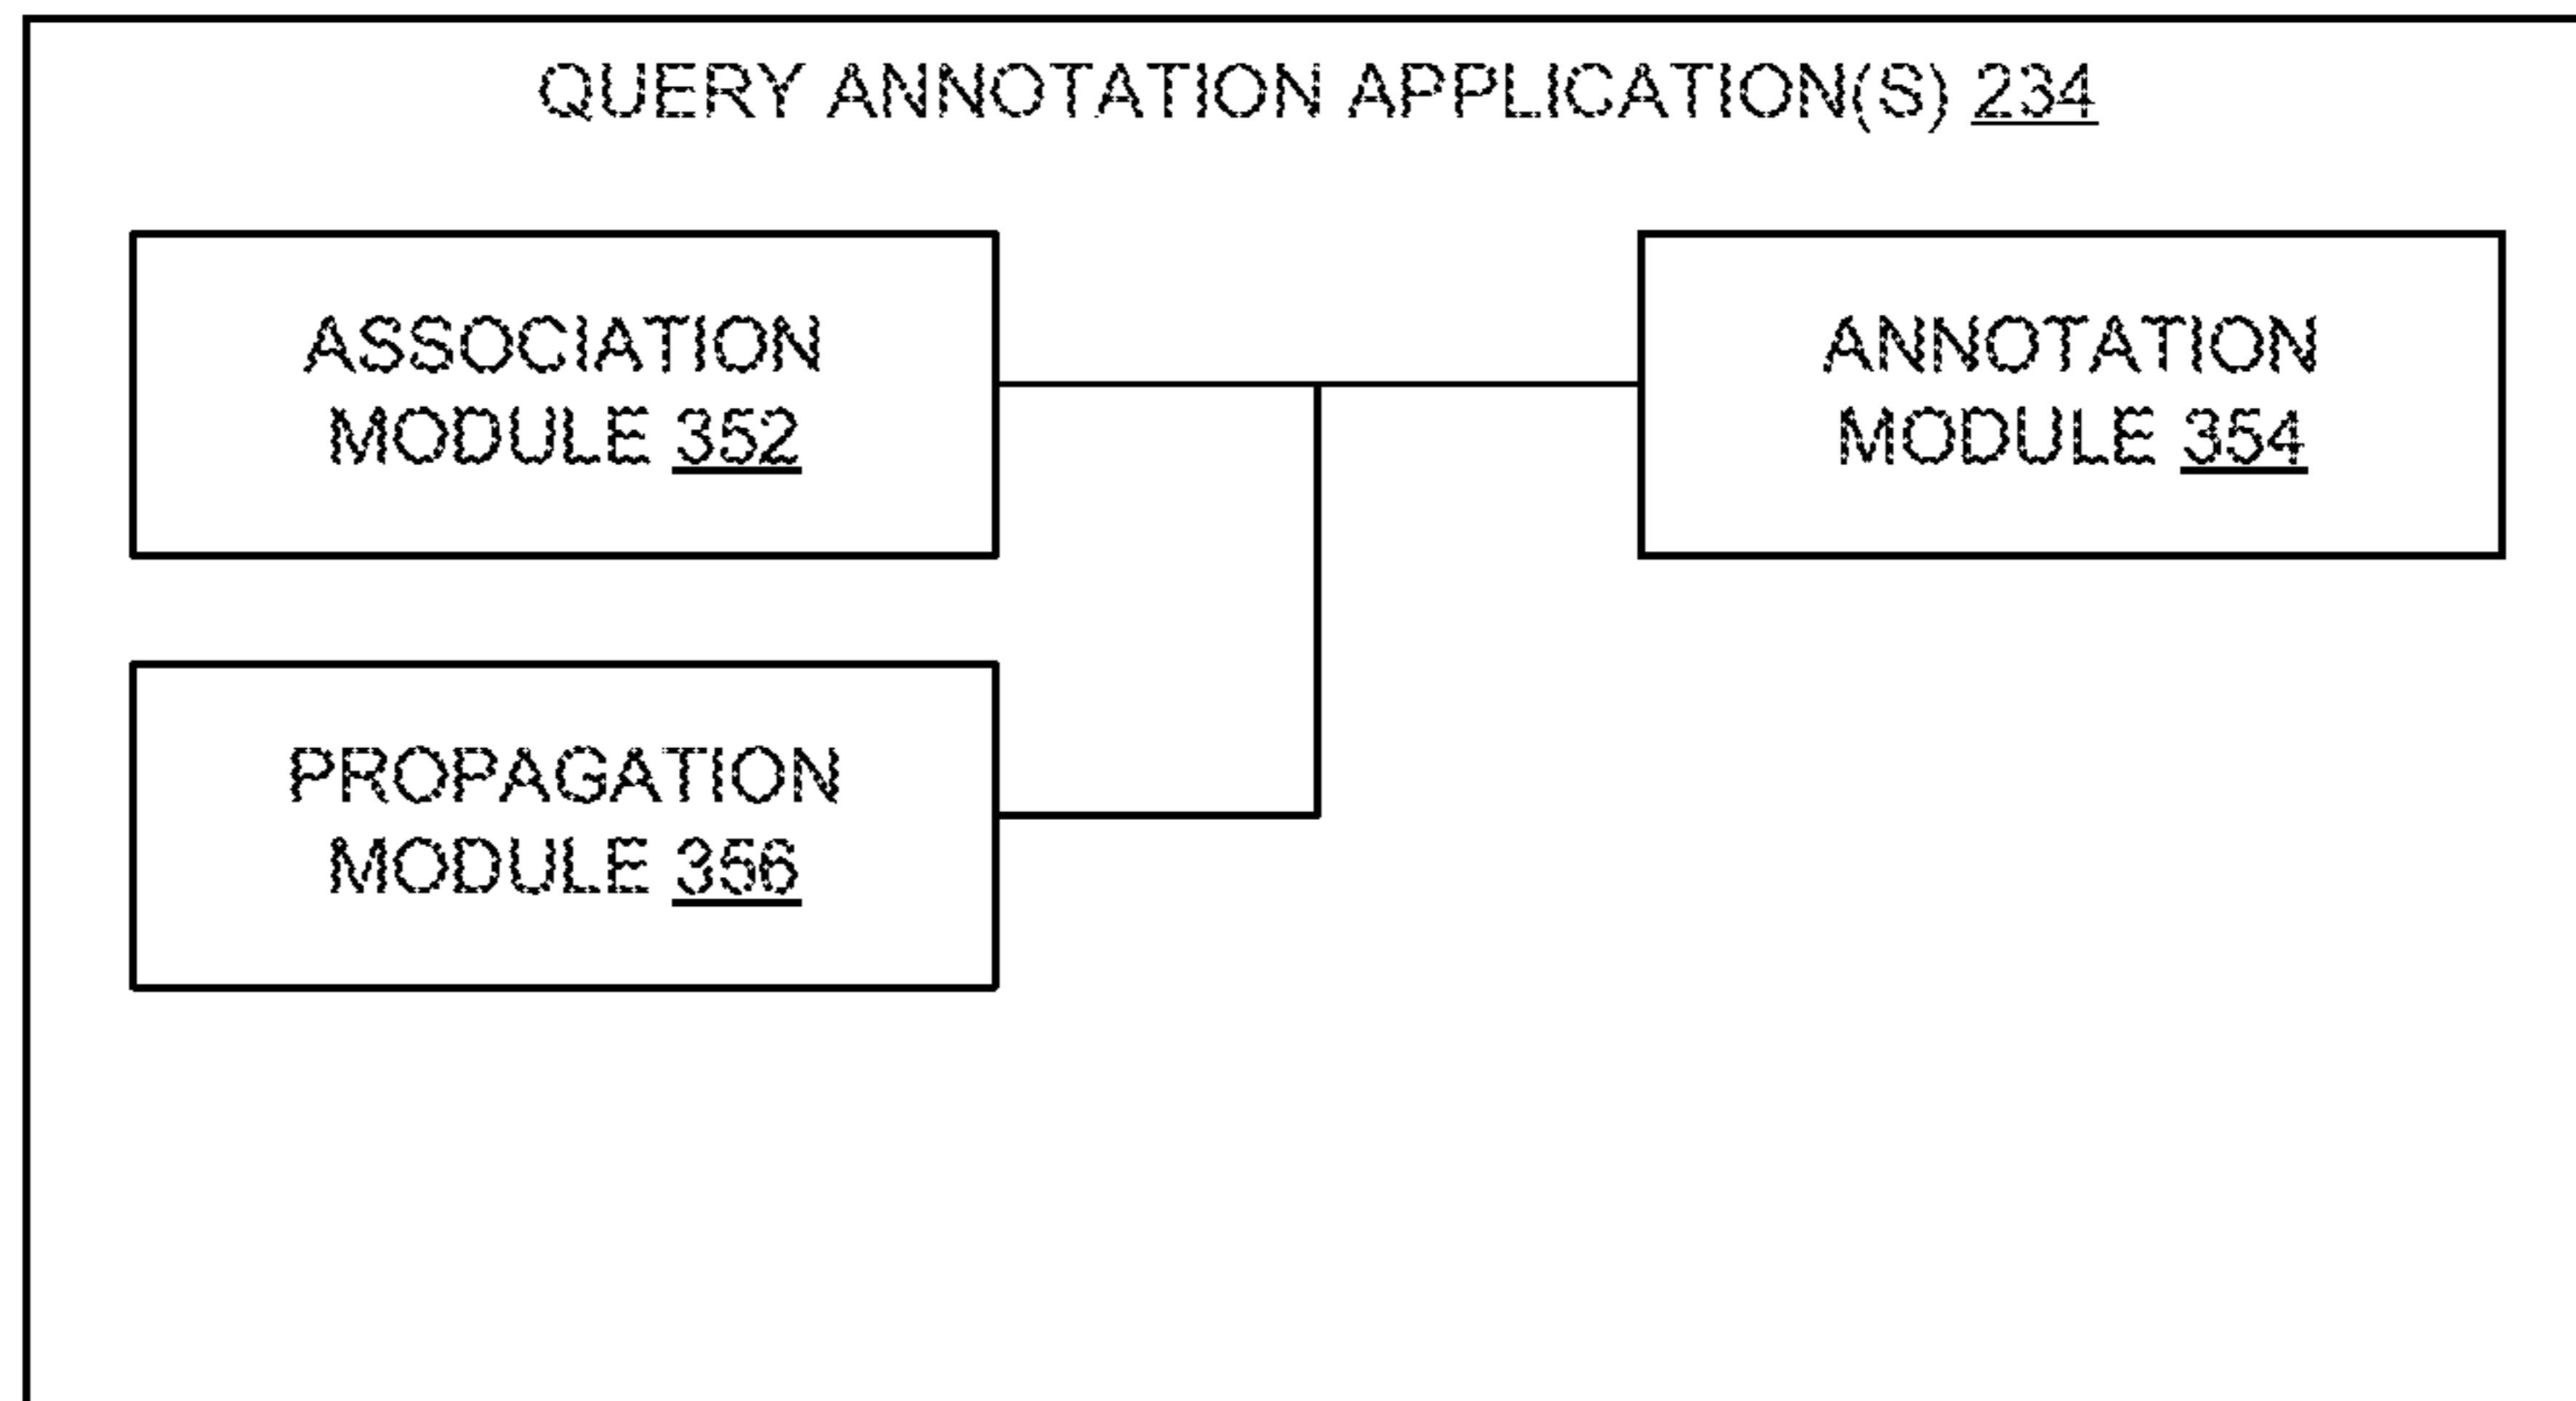 QUERY ANNOTATION APPLICATION(S) 234
ASSOCIATION
MODULE 352
ANNOTATION
MODULE 354
PROPAGATION
MODULE 356